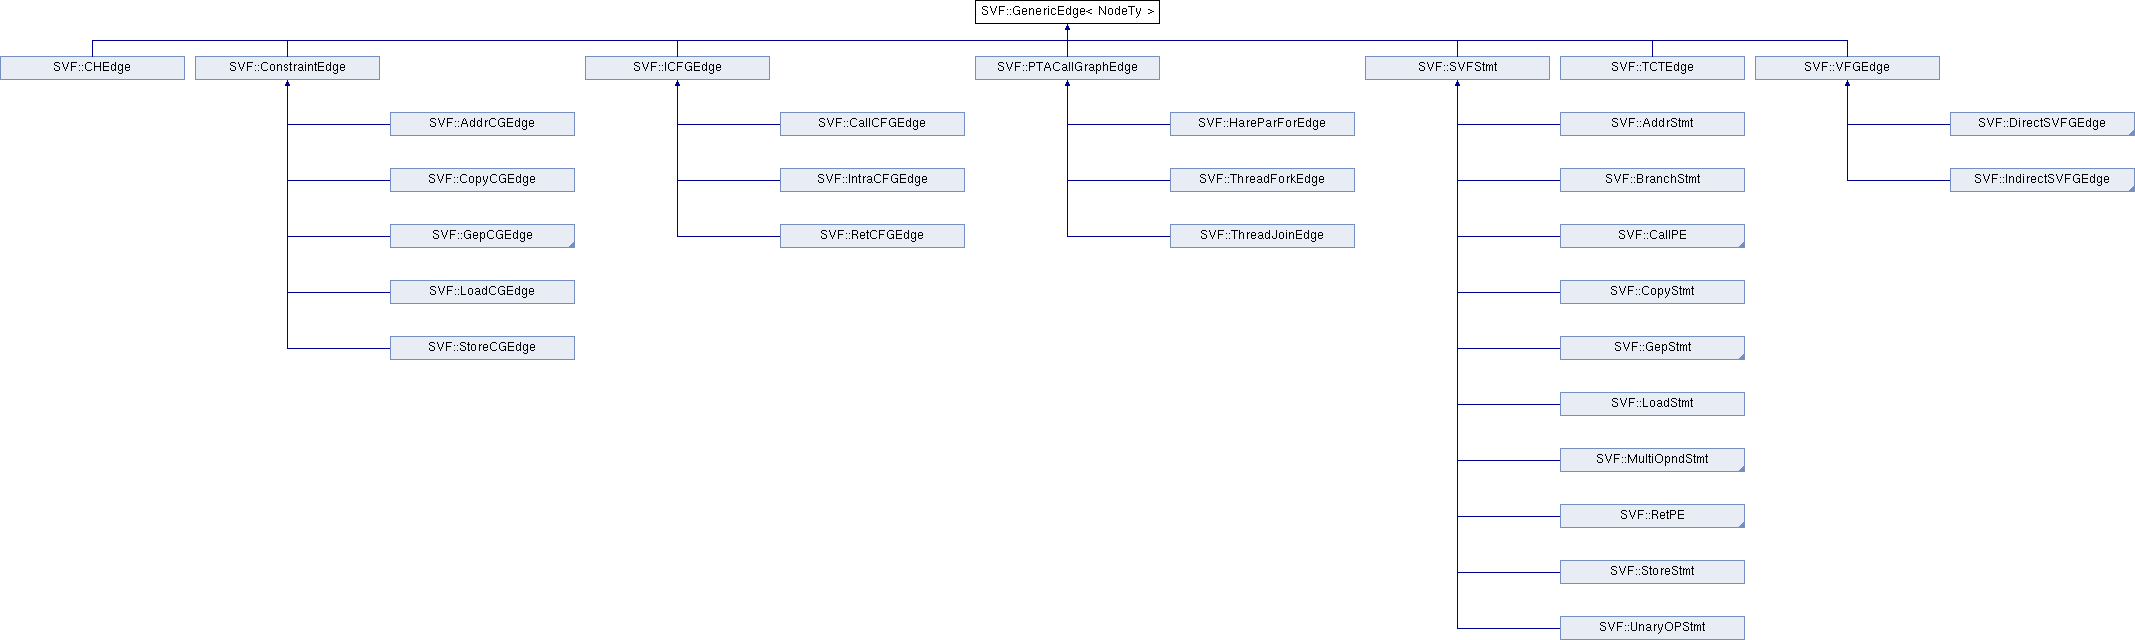 SVF::GenericEdge< NodeTy >
SVF::CHEdge
SVF::ConstraintEdge
SVF::ICFGEdge
SVF::PTACallGraphEdge
SVF::SVFStmt
SVF::TCTEdge
SVF::VFGEdge
SVF::AddrCGEdge
SVF::CallCFGEdge
SVF::HareParForEdge
SVF::AddrStmt
SVF::DirectSVFGEdge
SVF::CopyCGEdge
SVF::IntraCFGEdge
SVF::ThreadForkEdge
SVF::BranchStmt
SVF::IndirectSVFGEdge
SVF::GepCGEdge
SVF::RetCFGEdge
SVF::ThreadJoinEdge
SVF::CallPE
SVF::LoadCGEdge
SVF::CopyStmt
SVF::StoreCGEdge
SVF::GepStmt
SVF::LoadStmt
SVF::MultiOpndStmt
SVF::RetPE
SVF::StoreStmt
SVF::UnaryOPStmt